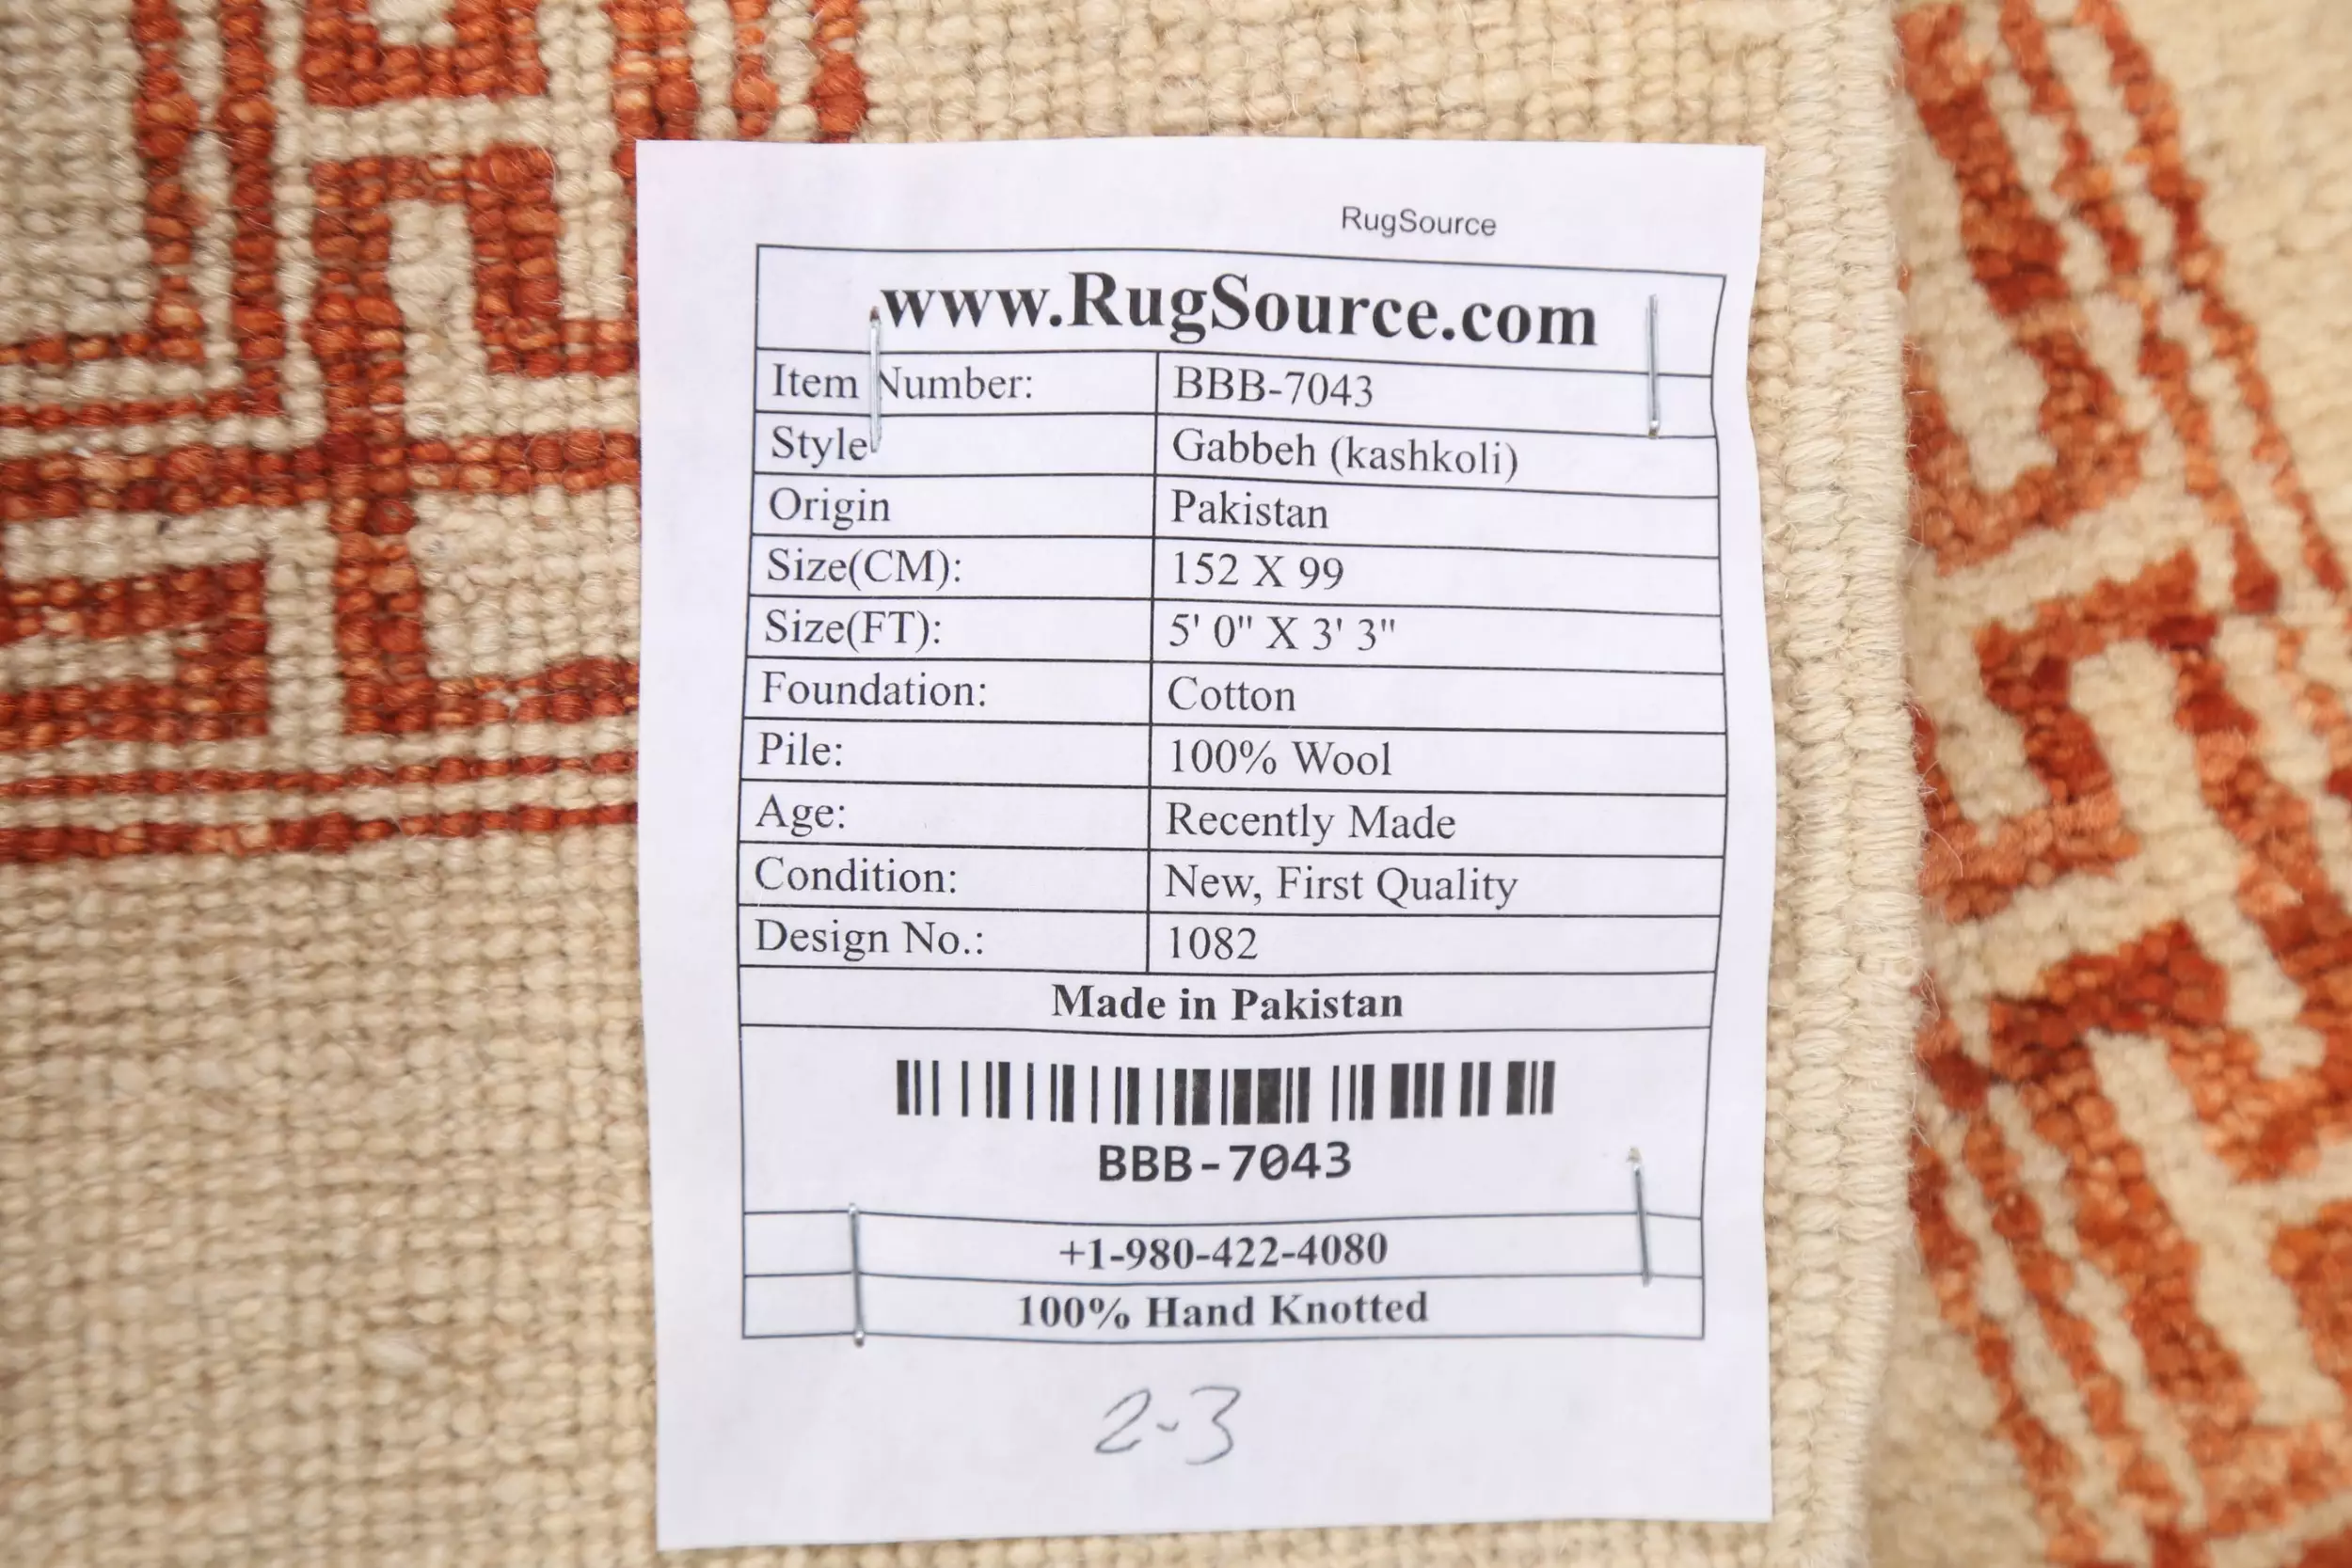 RugSource
www.RugSource.com
Item Number: BBB-7043
Style Gabbeh (kashkoli)
Origin Pakistan
Size(CM): 152 X 99
Size(FT): 5' 0" X 3' 3"
Foundation: Cotton
Pile: 100% Wool
Age: Recently Made
Condition: New, First Quality
Design No.: 1082
Made in Pakistan
BBB-7043
+1-980-422-4080
100% Hand Knotted
2-3